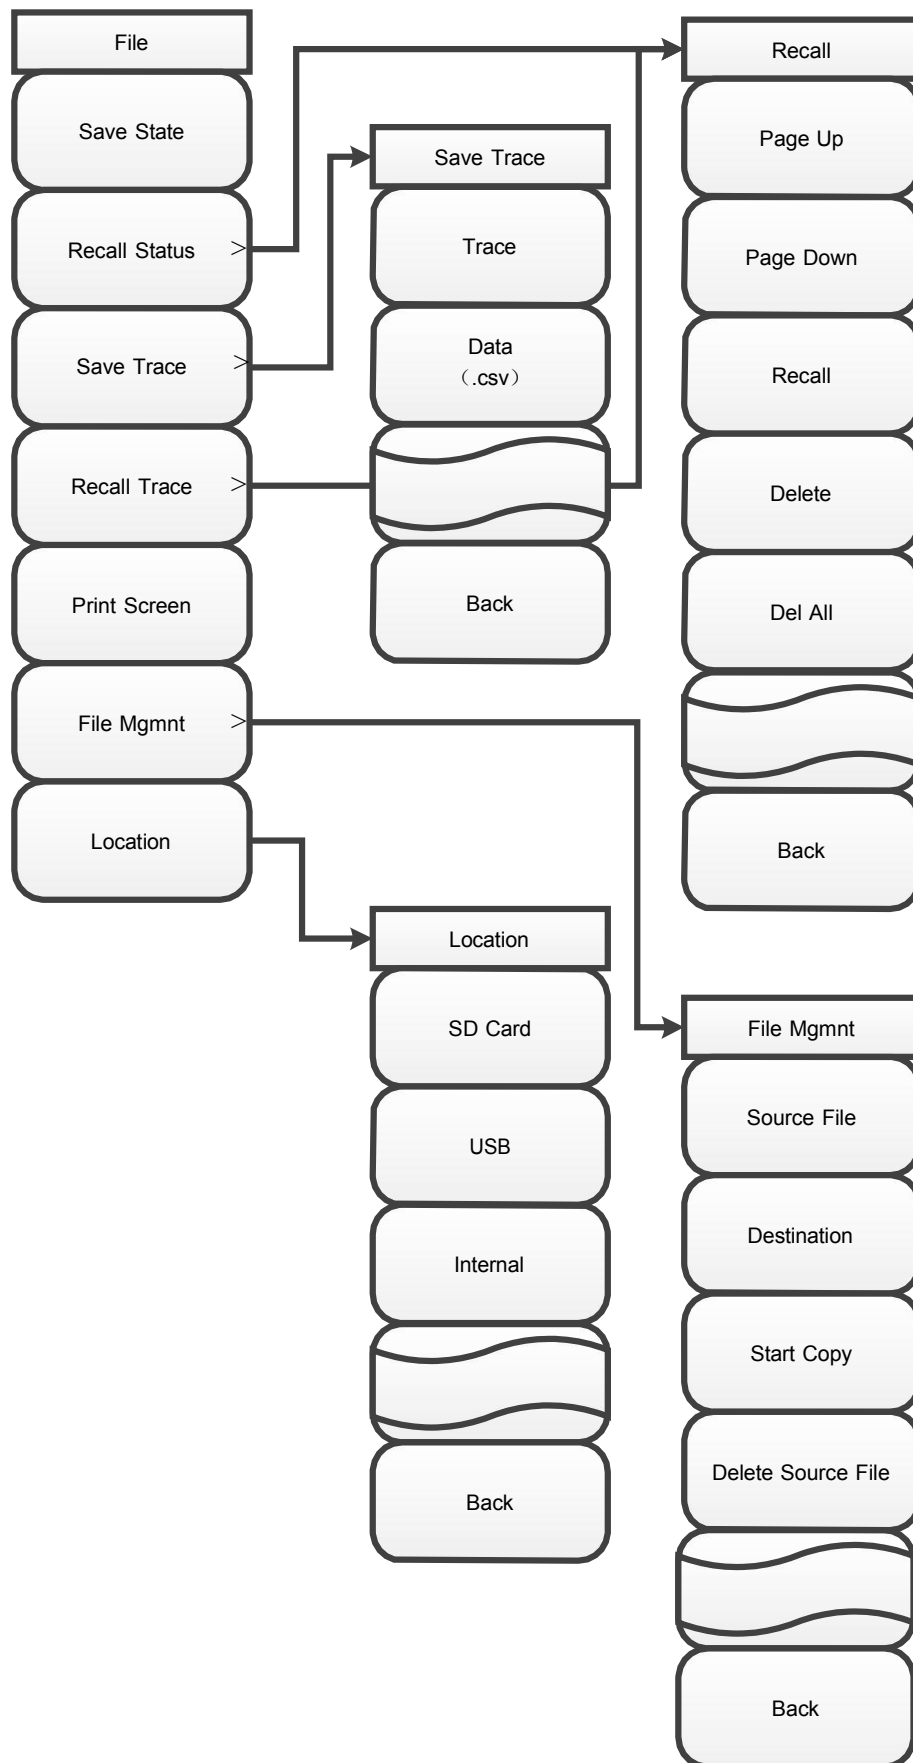 File
Save State
Recall Status >
Save Trace >
Recall Trace >
Print Screen
File Mgmnt >
Location
Save Trace
Trace
Data
（.csv）
Back
Location
SD Card
USB
Internal
Back
Recall
Page Up
Page Down
Recall
Delete
Del All
Back
File Mgmnt
Source File
Destination
Start Copy
Delete Source File
Back